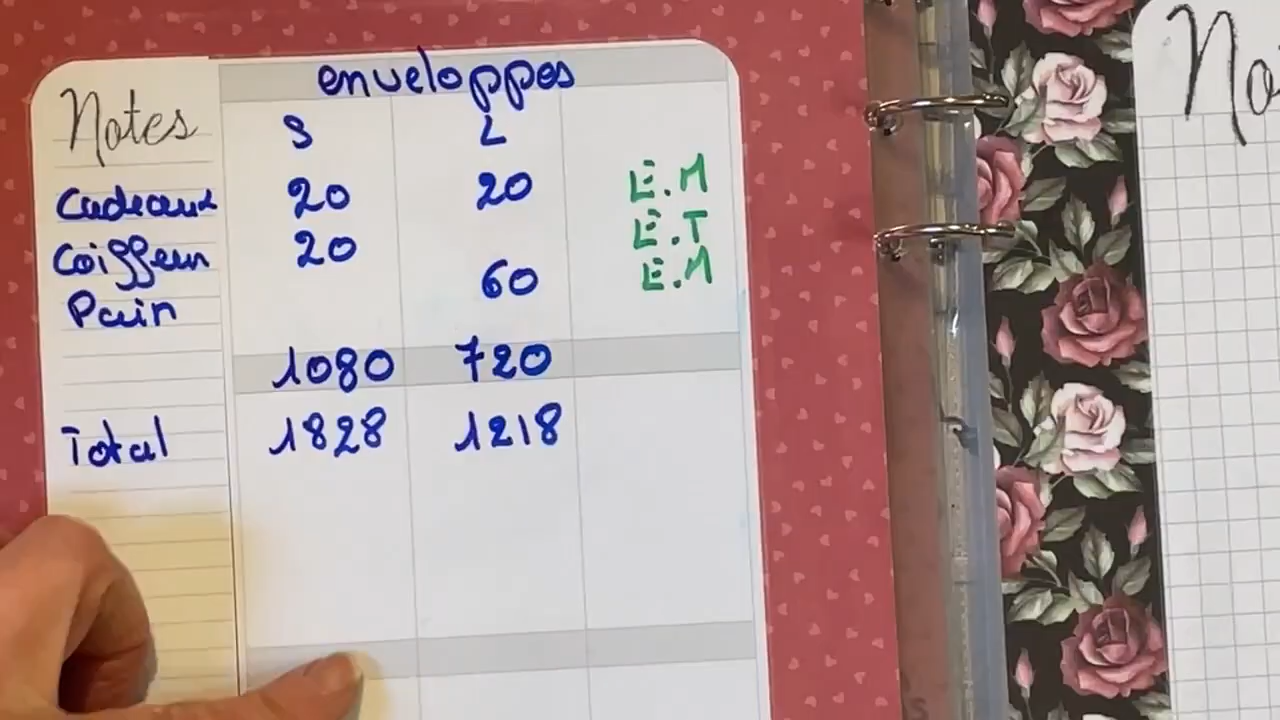 enveloppes
Notes
S L
Cadeaux 20 20 E.M
Coiffeur 20 E.T
Pain 60 E.M
1080 720
Total 1828 1218
No